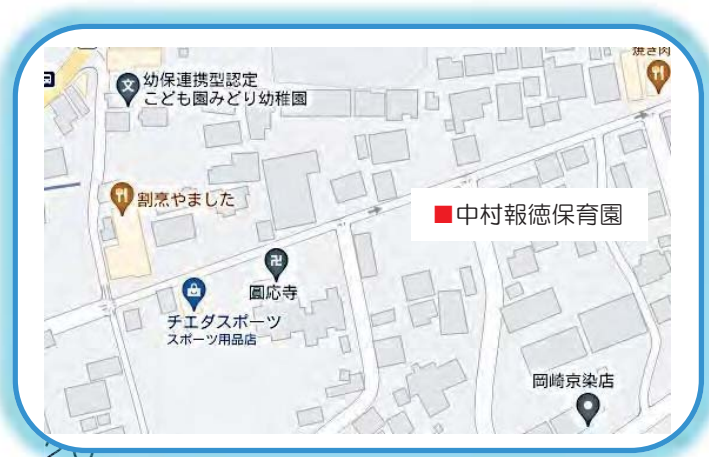 焼き肉
幼保連携型認定
こども園みどり幼稚園
割烹やました
■中村報徳保育園
圓応寺
チエダスポーツ
スポーツ用品店
岡崎京染店